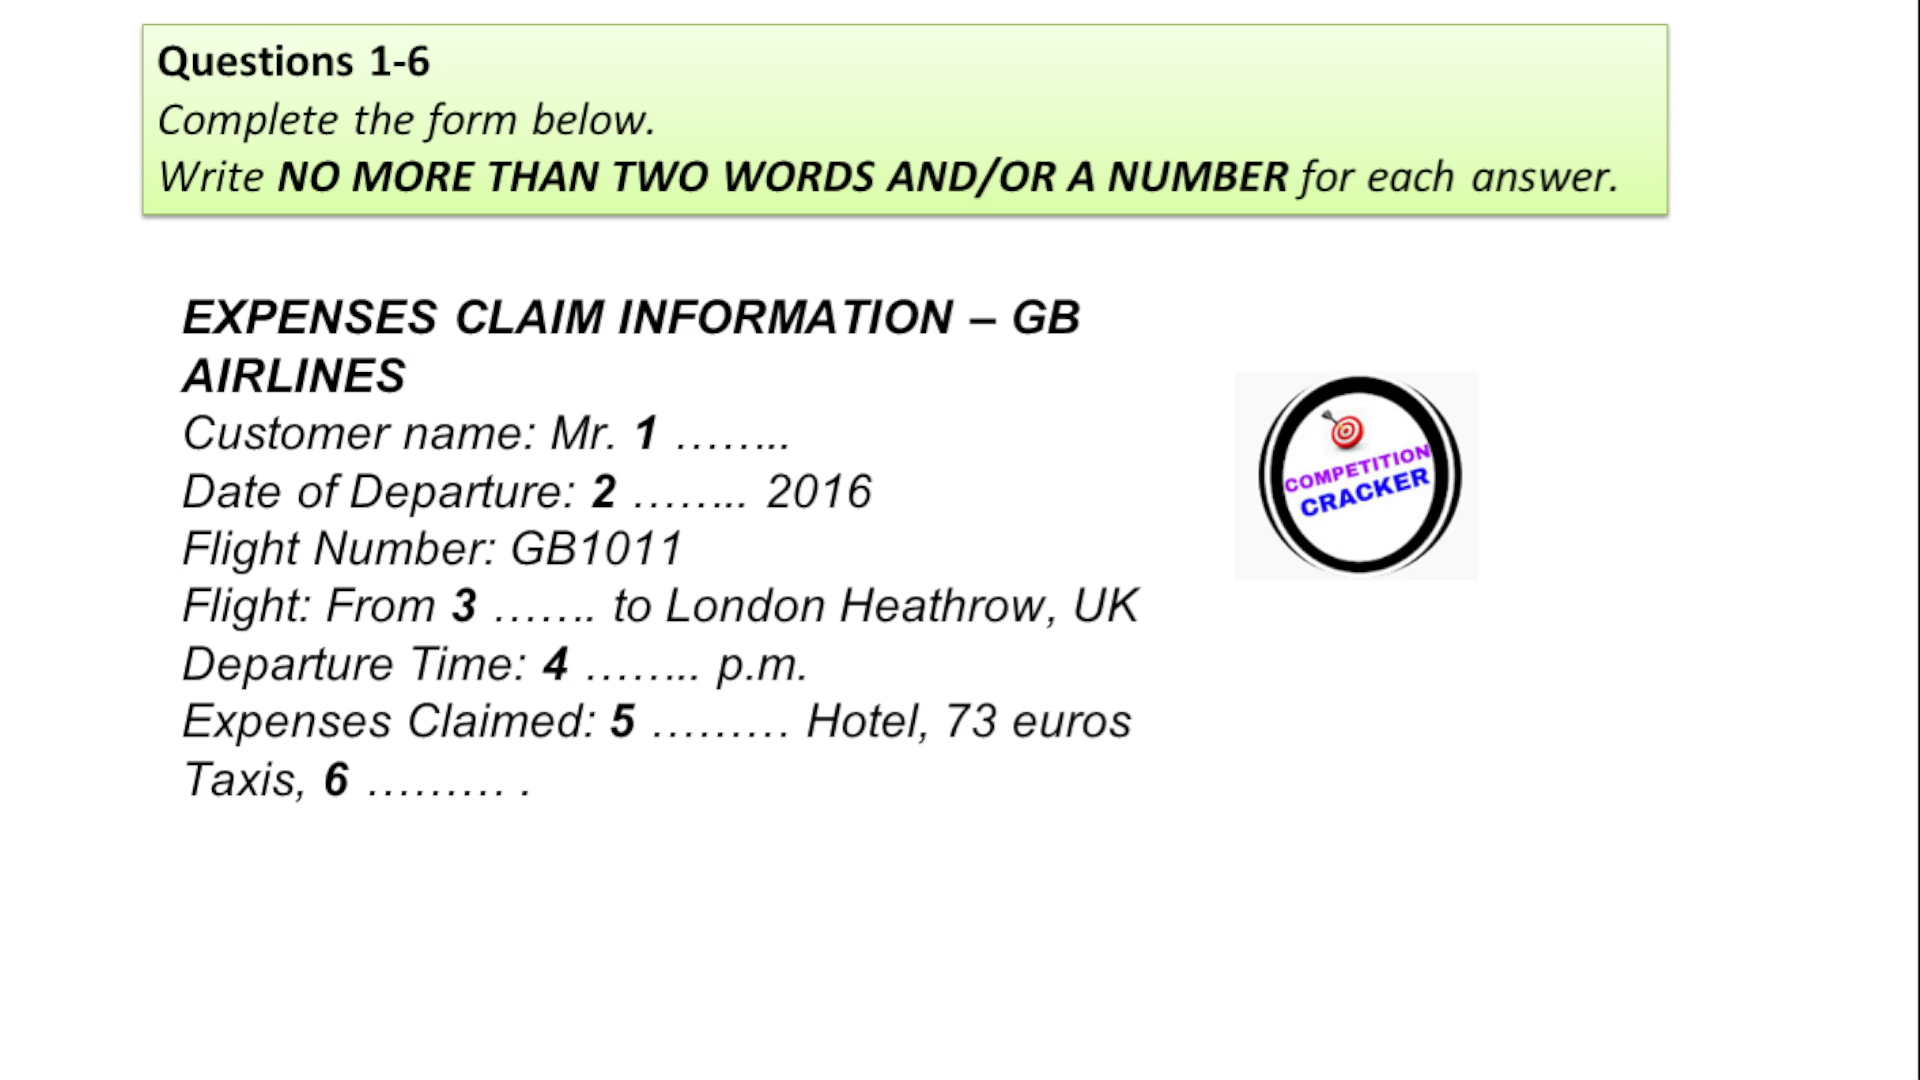 Questions 1-6
Complete the form below.
Write NO MORE THAN TWO WORDS AND/OR A NUMBER for each answer.
EXPENSES CLAIM INFORMATION – GB
AIRLINES
Customer name: Mr. 1 ……..
Date of Departure: 2 …….. 2016
Flight Number: GB1011
Flight: From 3 ……. to London Heathrow, UK
Departure Time: 4 …….. p.m.
Expenses Claimed: 5 ……… Hotel, 73 euros
Taxis, 6 ……… .
COMPETITION
CRACKER